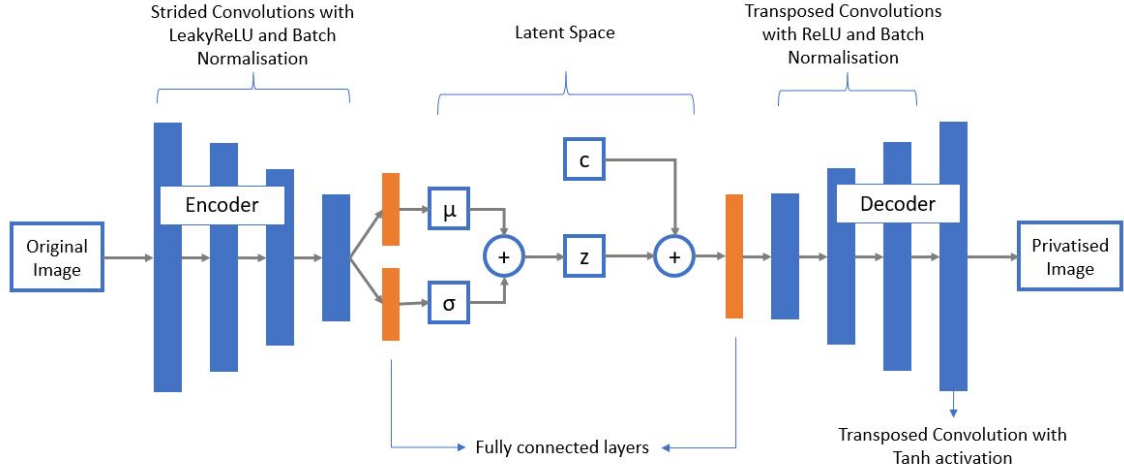 Strided Convolutions with
LeakyReLU and Batch
Normalisation
Latent Space
Transposed Convolutions
with ReLU and Batch
Normalisation
Encoder
Original
Image
μ
+
σ
c
z
+
Decoder
Privatised
Image
Fully connected layers
Transposed Convolution with
Tanh activation